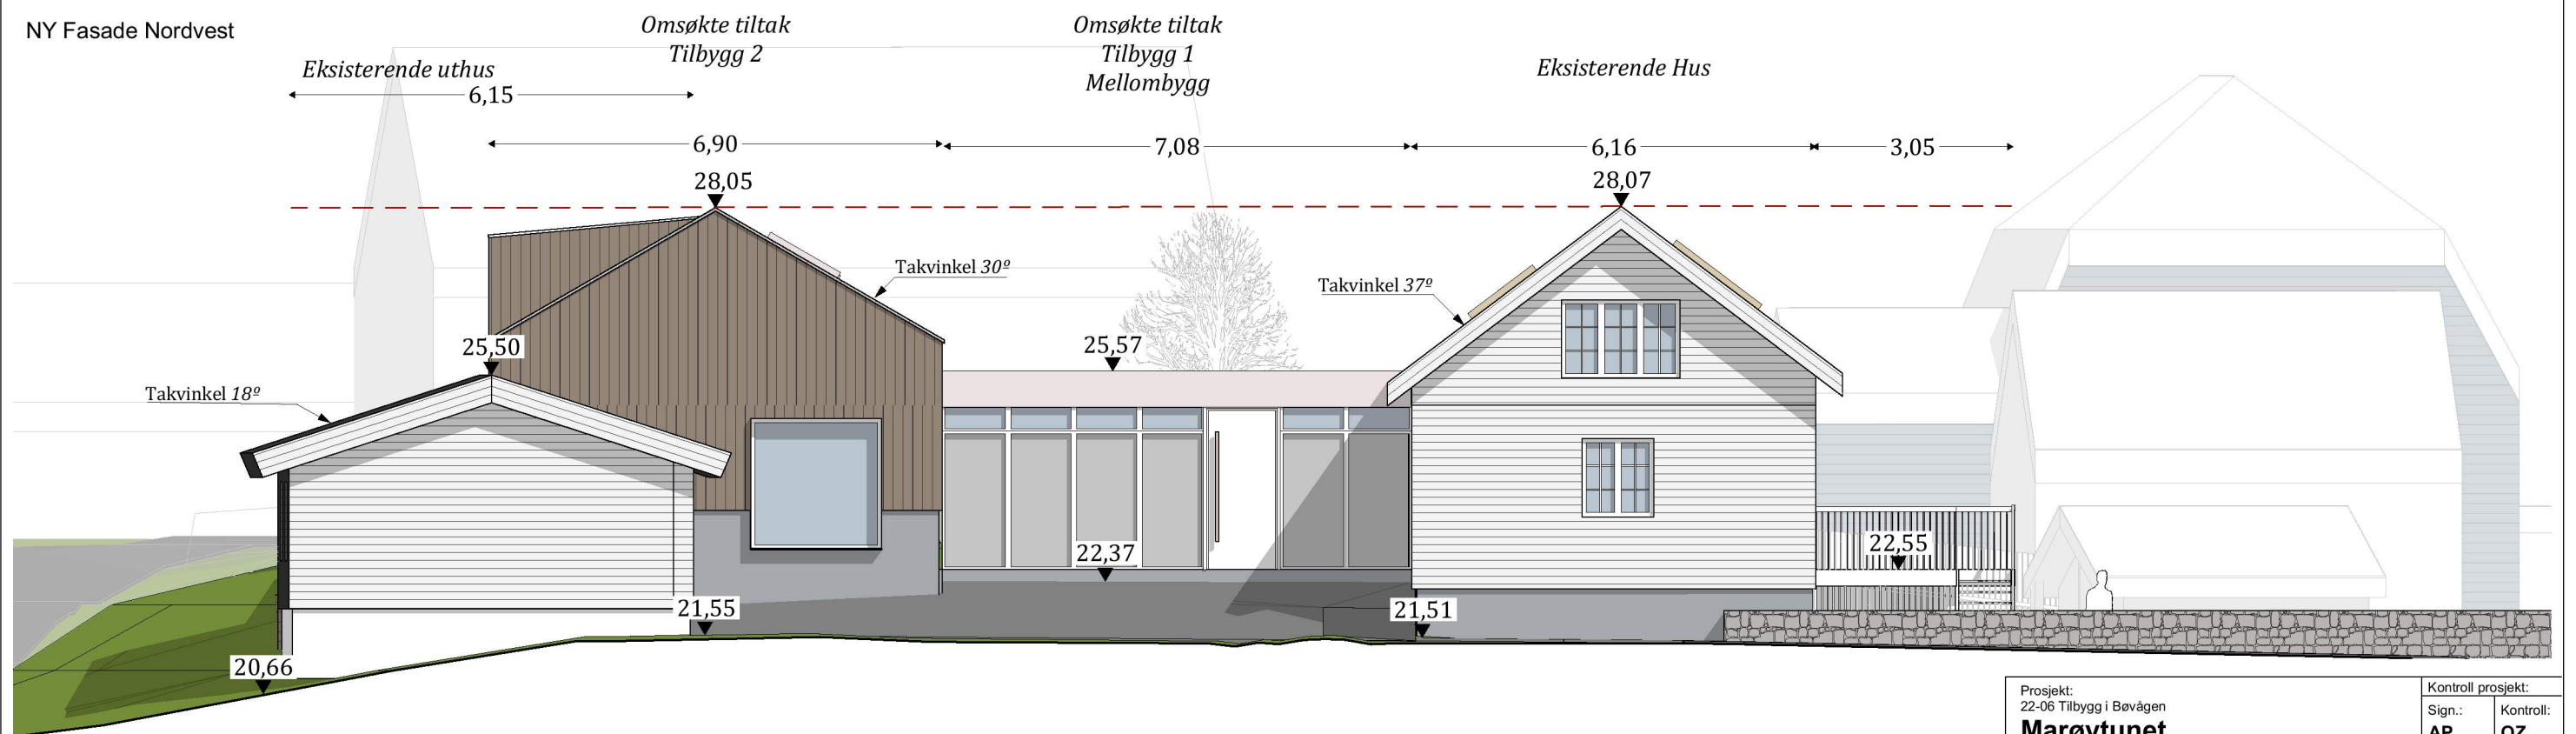 NY Fasade Nordvest
Omsøkte tiltak
Tilbygg 2
Omsøkte tiltak
Tilbygg 1
Mellombygg
Eksisterende uthus
Eksisterende Hus
6,15
6,90
7,08
6,16
3,05
28,05
28,07
Takvinkel 30º
Takvinkel 37º
25,50
25,57
Takvinkel 18º
22,37
22,55
21,55
21,51
20,66
Prosjekt:
22-06 Tilbygg i Bøvågen
Marøytunet
Kontroll prosjekt:
Sign.:
AP
Kontroll:
OZ